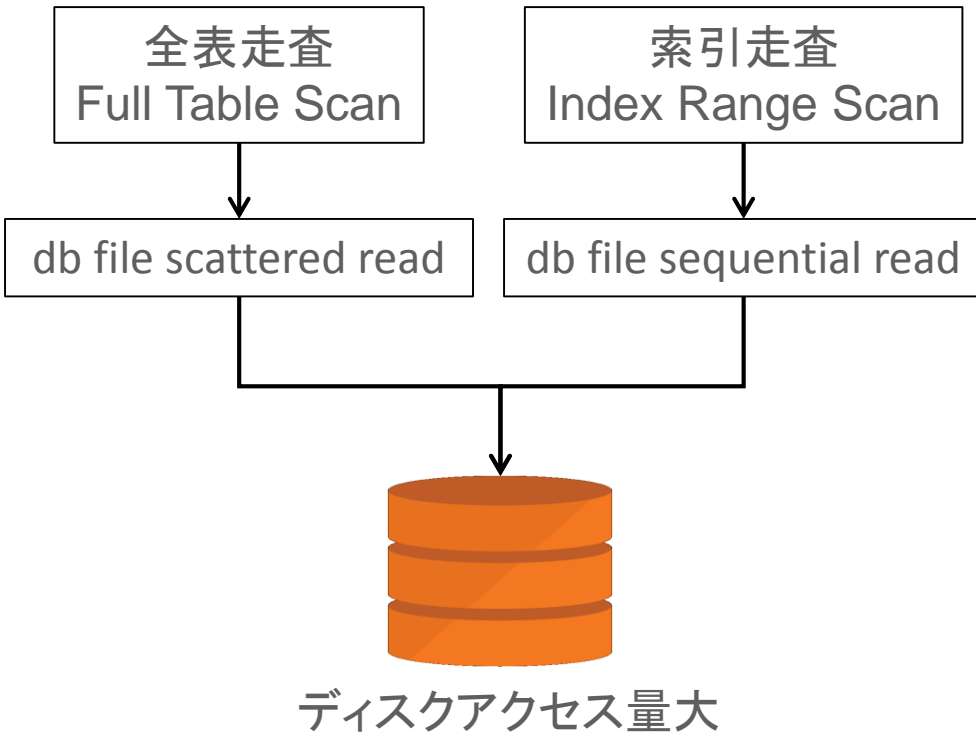 全表走査
Full Table Scan
索引走査
Index Range Scan
db file scattered read
db file sequential read
ディスクアクセス量大